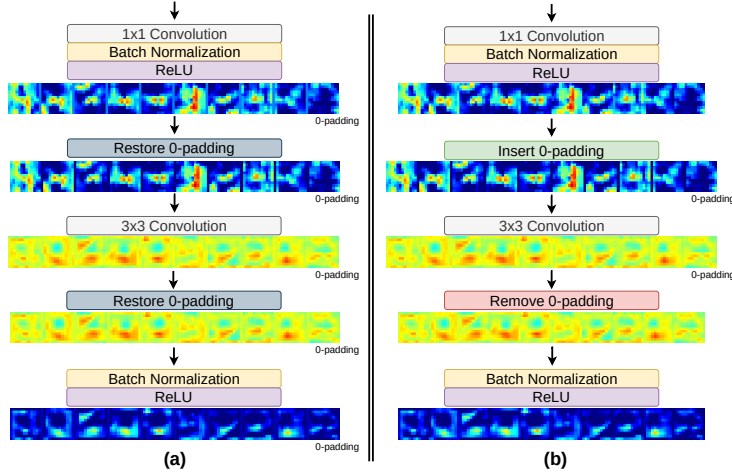 1x1 Convolution
Batch Normalization
ReLU
0-padding
Restore 0-padding
0-padding
3x3 Convolution
0-padding
Restore 0-padding
0-padding
Batch Normalization
ReLU
0-padding
(a)
1x1 Convolution
Batch Normalization
ReLU
Insert 0-padding
0-padding
3x3 Convolution
0-padding
Remove 0-padding
Batch Normalization
ReLU
(b)